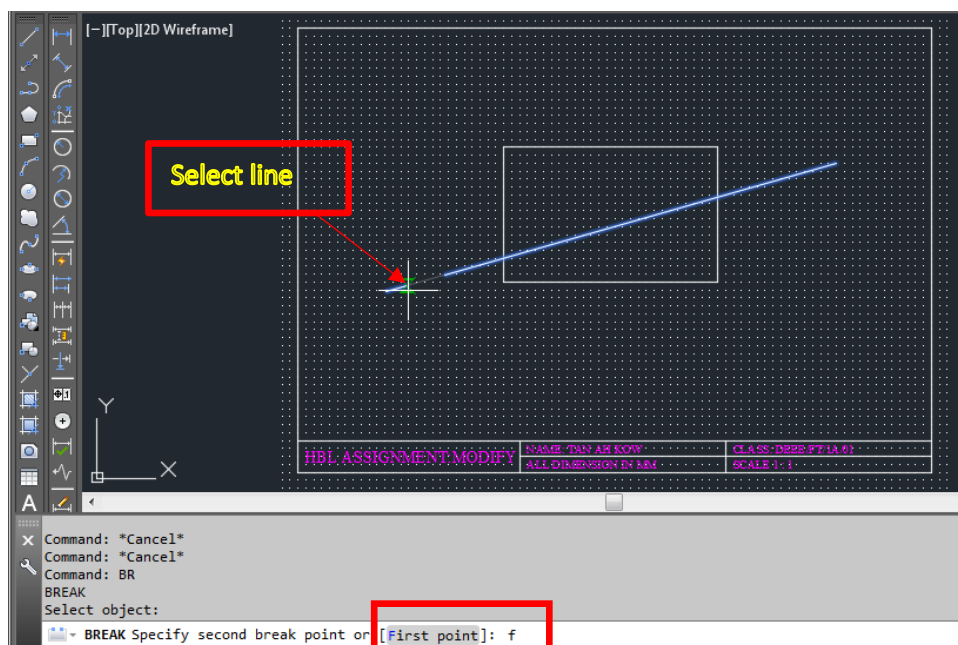 [−][Top][2D Wireframe]
Select line
Y
X
HBL ASSIGNMENT MODIFY
NAME: TAN AH KOW
CLASS: DEEE/FT/1A/01
ALL DIMENSION IN MM
SCALE 1: 1
A
Command: *Cancel*
Command: *Cancel*
Command: BR
BREAK
Select object:
BREAK Specify second break point or [First point]: f